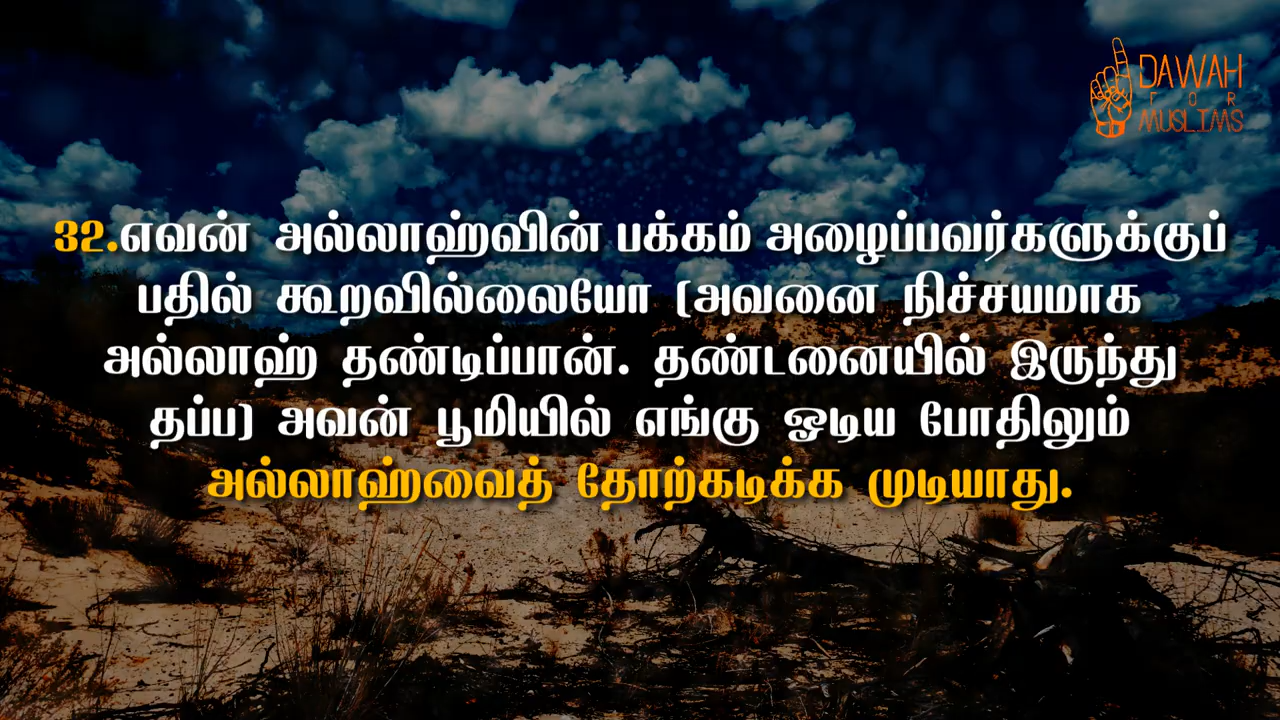 DAWAH
FOR
MUSLIMS
32.எவன் அல்லாஹ்வின் பக்கம் அழைப்பவர்களுக்குப்
பதில் கூறவில்லையோ (அவனை நிச்சயமாக
அல்லாஹ் தண்டிப்பான். தண்டனையில் இருந்து
தப்ப) அவன் பூமியில் எங்கு ஓடிய போதிலும்
அல்லாஹ்வைத் தோற்கடிக்க முடியாது.